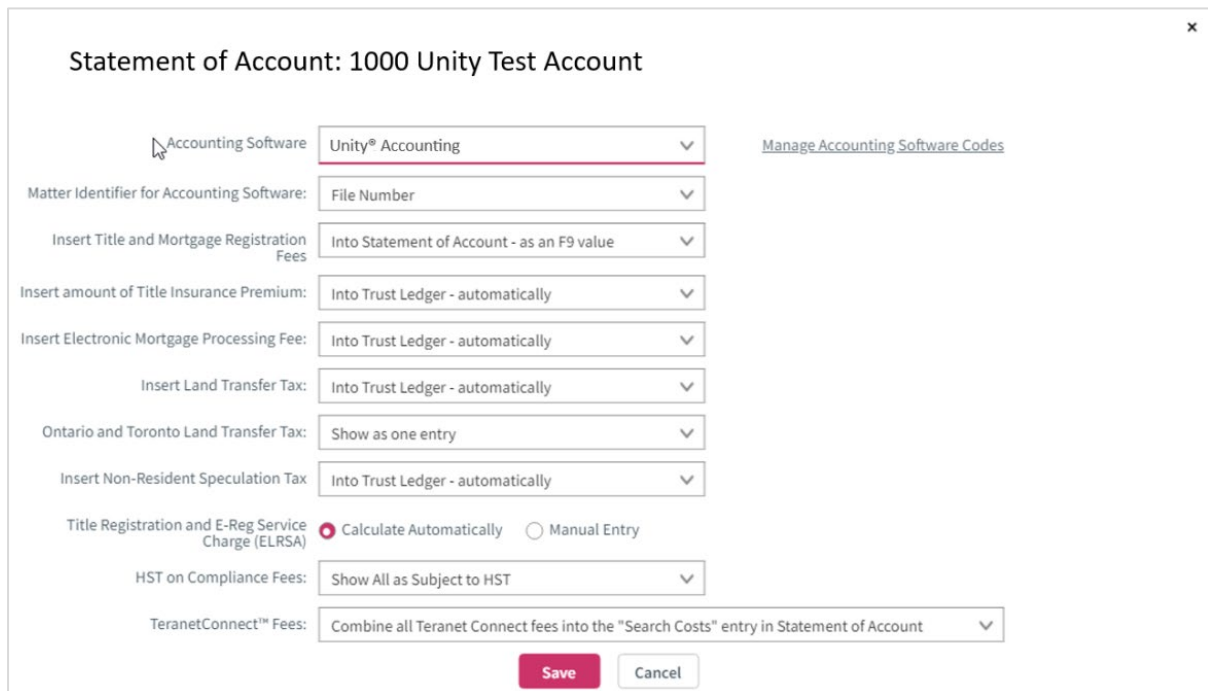 ×
Statement of Account: 1000 Unity Test Account
Accounting Software Unity® Accounting Manage Accounting Software Codes
Matter Identifier for Accounting Software: File Number
Insert Title and Mortgage Registration
Fees Into Statement of Account - as an F9 value
Insert amount of Title Insurance Premium: Into Trust Ledger - automatically
Insert Electronic Mortgage Processing Fee: Into Trust Ledger - automatically
Insert Land Transfer Tax: Into Trust Ledger - automatically
Ontario and Toronto Land Transfer Tax: Show as one entry
Insert Non-Resident Speculation Tax Into Trust Ledger - automatically
Title Registration and E-Reg Service
Charge (ELRSA) Calculate Automatically Manual Entry
HST on Compliance Fees: Show All as Subject to HST
TeranetConnect™ Fees: Combine all Teranet Connect fees into the "Search Costs" entry in Statement of Account
Save Cancel